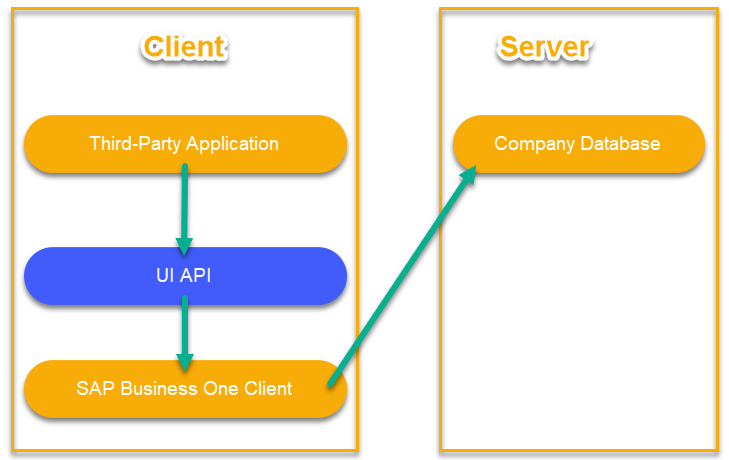 Client
Third-Party Application
UI API
SAP Business One Client
Server
Company Database